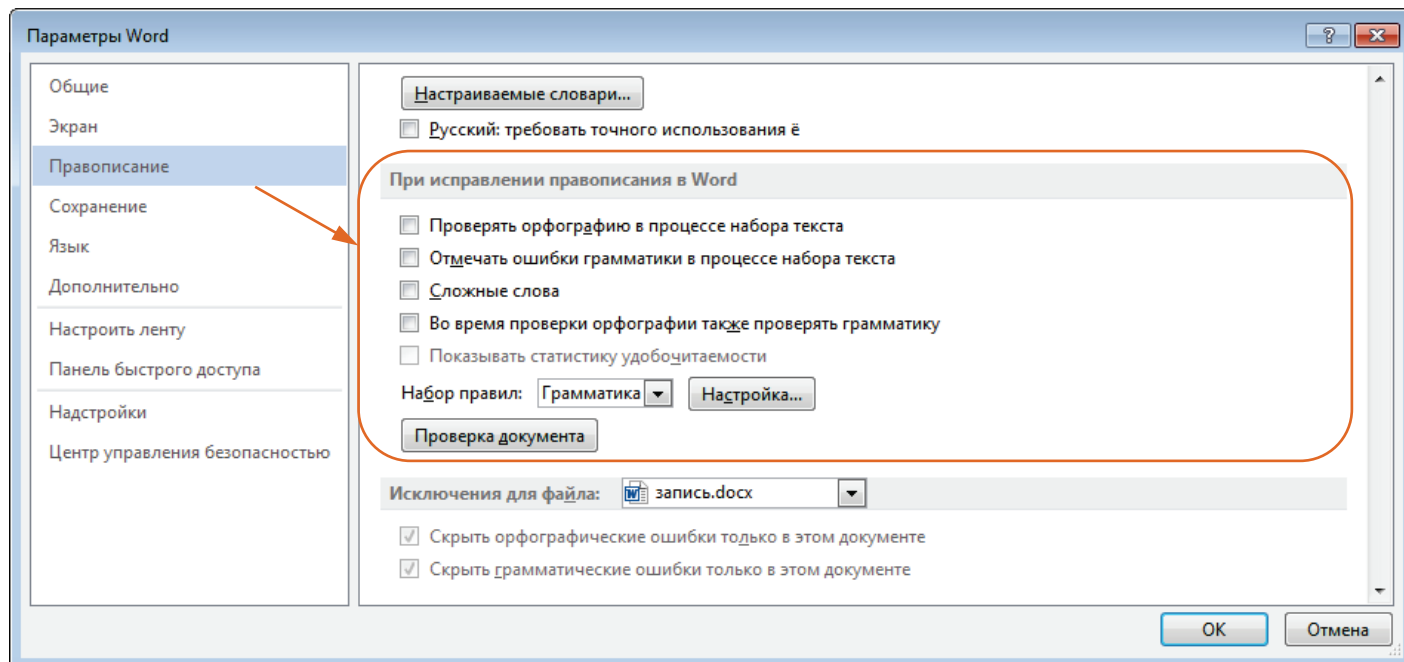 Параметры Word
Общие
Экран
Правописание
Сохранение
Язык
Дополнительно
Настроить ленту
Панель быстрого доступа
Надстройки
Центр управления безопасностью
Настраиваемые словари...
Русский: требовать точного использования ё
При исправлении правописания в Word
Проверять орфографию в процессе набора текста
Отмечать ошибки грамматики в процессе набора текста
Сложные слова
Во время проверки орфографии также проверять грамматику
Показывать статистику удобочитаемости
Набор правил: Грамматика Настройка...
Проверка документа
Исключения для файла: запись.docx
Скрыть орфографические ошибки только в этом документе
Скрыть грамматические ошибки только в этом документе
ОК Отмена